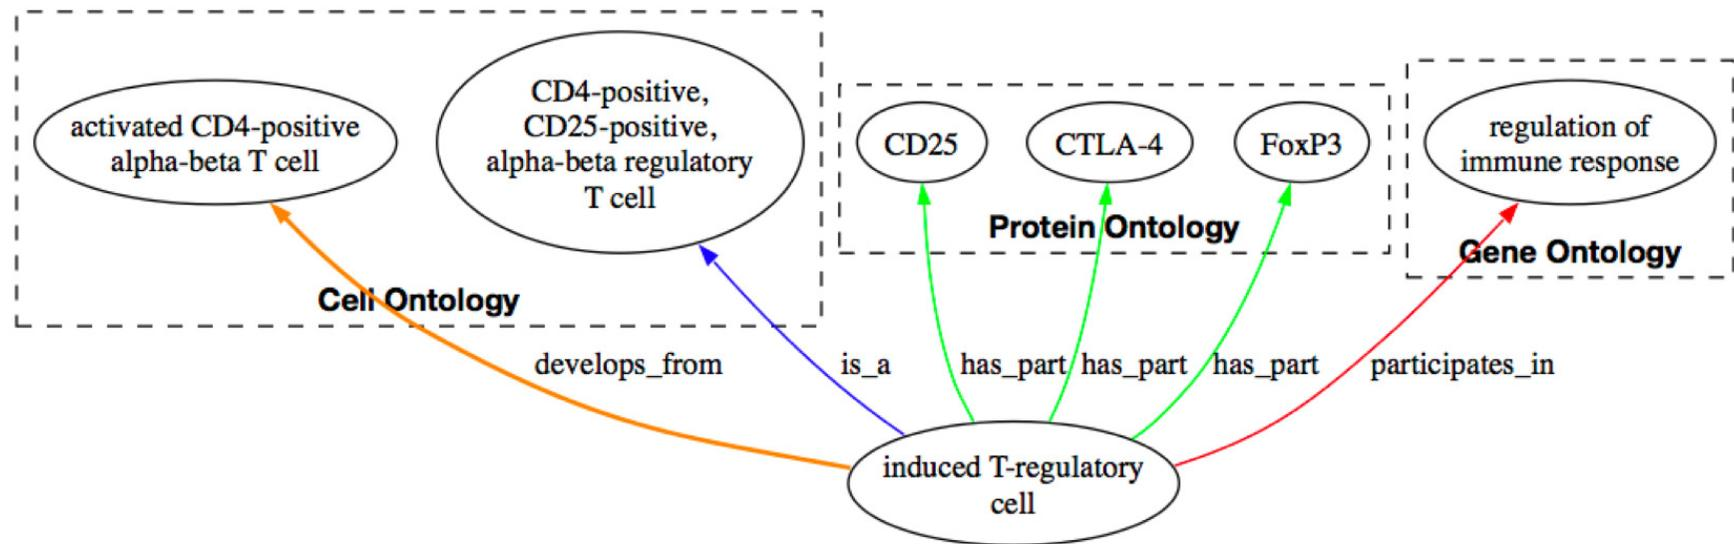 activated CD4-positive
alpha-beta T cell
CD4-positive,
CD25-positive,
alpha-beta regulatory
T cell
Cell Ontology
CD25
CTLA-4
FoxP3
Protein Ontology
regulation of
immune response
Gene Ontology
develops_from
is_a
has_part
has_part
has_part
participates_in
induced T-regulatory
cell